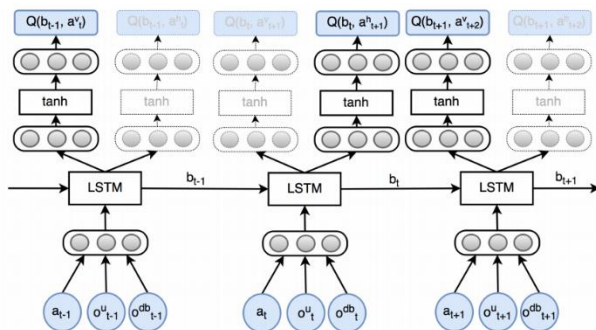 Q(b_{t-1}, a^v_t) Q(b_{t-1}, a^h_t) Q(b_t, a^v_{t+1}) Q(b_t, a^h_{t+1}) Q(b_{t+1}, a^v_{t+2}) Q(b_{t+1}, a^h_{t+2})
tanh tanh tanh tanh tanh tanh
LSTM b_{t-1} LSTM b_t LSTM b_{t+1}
a_{t-1} o^u_{t-1} o^{db}_{t-1} a_t o^u_t o^{db}_t a_{t+1} o^u_{t+1} o^{db}_{t+1}